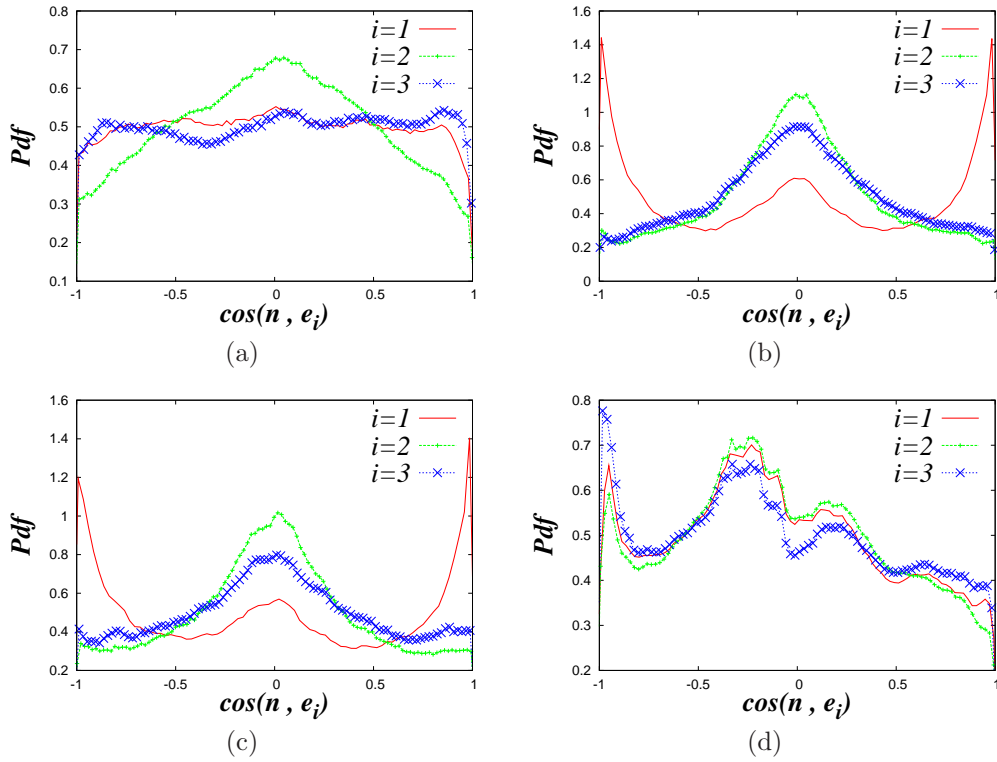 0.8
0.7
0.6
0.5
0.4
0.3
0.2
0.1
Pdf
-1 -0.5 0 0.5 1
cos(n , e_i)
i=1
i=2
i=3
(a)
1.6
1.4
1.2
1
0.8
0.6
0.4
0.2
0
Pdf
-1 -0.5 0 0.5 1
cos(n , e_i)
i=1
i=2
i=3
(b)
1.6
1.4
1.2
1
0.8
0.6
0.4
0.2
Pdf
-1 -0.5 0 0.5 1
cos(n , e_i)
i=1
i=2
i=3
(c)
0.8
0.7
0.6
0.5
0.4
0.3
0.2
Pdf
-1 -0.5 0 0.5 1
cos(n , e_i)
i=1
i=2
i=3
(d)